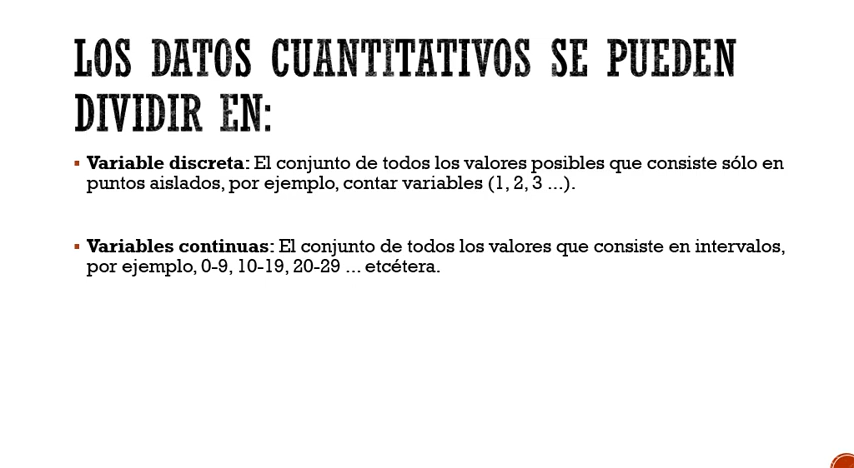 LOS DATOS CUANTITATIVOS SE PUEDEN
DIVIDIR EN:
▪ Variable discreta: El conjunto de todos los valores posibles que consiste sólo en
puntos aislados, por ejemplo, contar variables (1, 2, 3 ...).
▪ Variables continuas: El conjunto de todos los valores que consiste en intervalos,
por ejemplo, 0-9, 10-19, 20-29 ... etcétera.